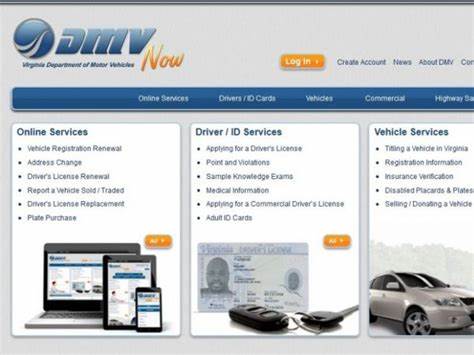 DMV
Now
Virginia Department of Motor Vehicles
Log in
Create Account News About DMV Con
Online Services Drivers / ID Cards Vehicles Commercial Highway Sa
Online Services
Vehicle Registration Renewal
Address Change
Driver's License Renewal
Report a Vehicle Sold / Traded
Driver's License Replacement
Plate Purchase
All
Driver / ID Services
Applying for a Driver's License
Point and Violations
Sample Knowledge Exams
Medical Information
Applying for a Commercial Driver's License
Adult ID Cards
All
Virginia DRIVER'S LICENSE
Vehicle Services
Titling a Vehicle in Virginia
Registration Information
Insurance Verification
Disabled Placards & Plates
Selling / Donating a Vehicle